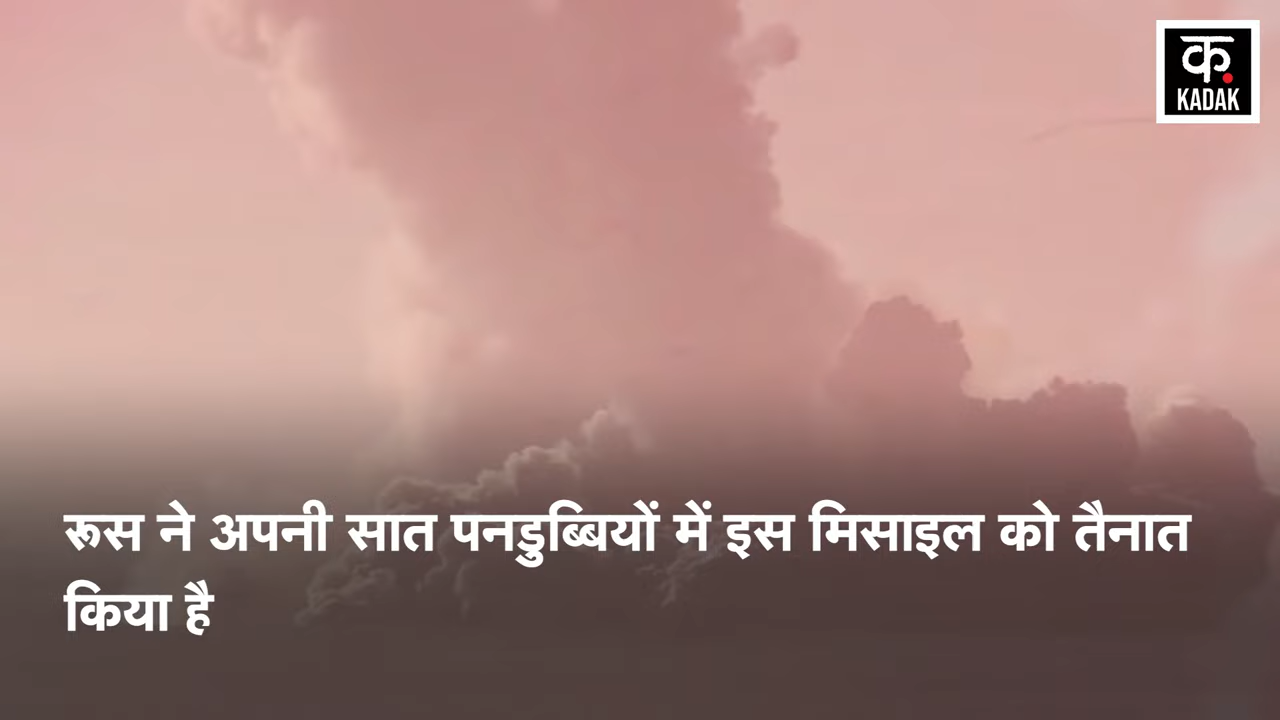 क.
KADAK
रूस ने अपनी सात पनडुब्बियों में इस मिसाइल को तैनात
किया है